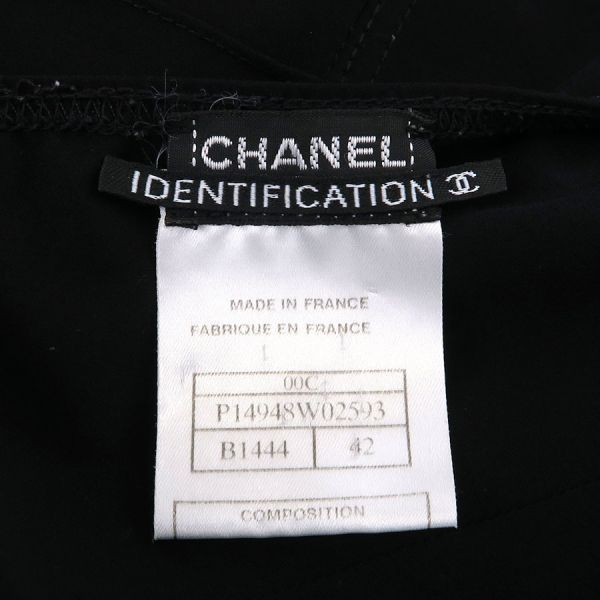 CHANEL
IDENTIFICATION
MADE IN FRANCE
FABRIQUE EN FRANCE
00C
P14948W02593
B1444 42
COMPOSITION